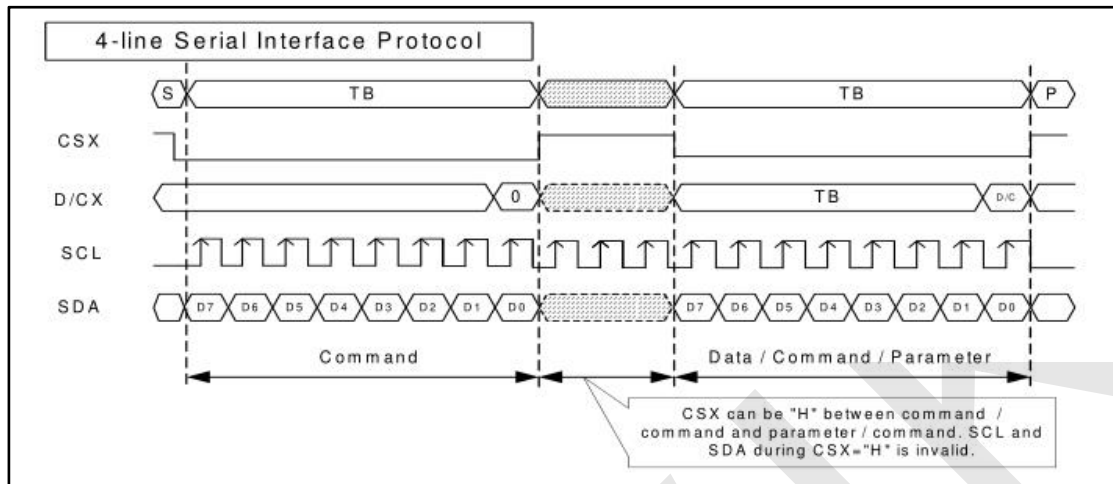 4-line Serial Interface Protocol
S TB TB P
CSX
D/CX 0 TB D/C
SCL
SDA D7 D6 D5 D4 D3 D2 D1 D0 D7 D6 D5 D4 D3 D2 D1 D0
Command Data / Command / Parameter
CSX can be "H" between command /
command and parameter / command. SCL and
SDA during CSX="H" is invalid.